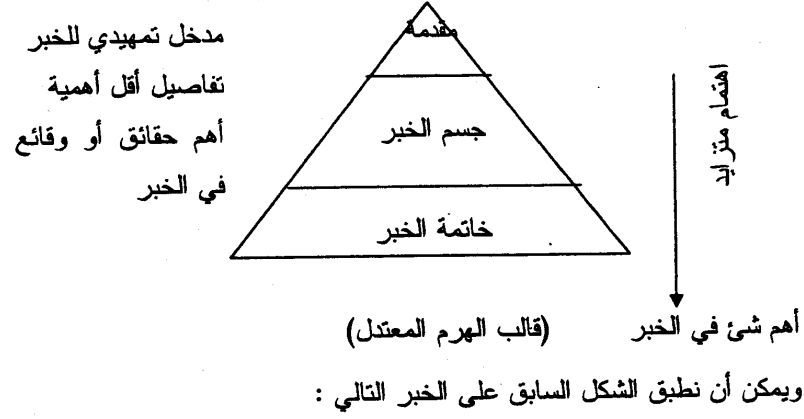 مقدمة
مدخل تمهيدي للخبر
تفاصيل أقل أهمية
أهم حقائق أو وقائع
في الخبر
جسم الخبر
خاتمة الخبر
اهتمام متزايد
أهم شئ في الخبر
(قالب الهرم المعتدل)
ويمكن أن نطبق الشكل السابق على الخبر التالي :